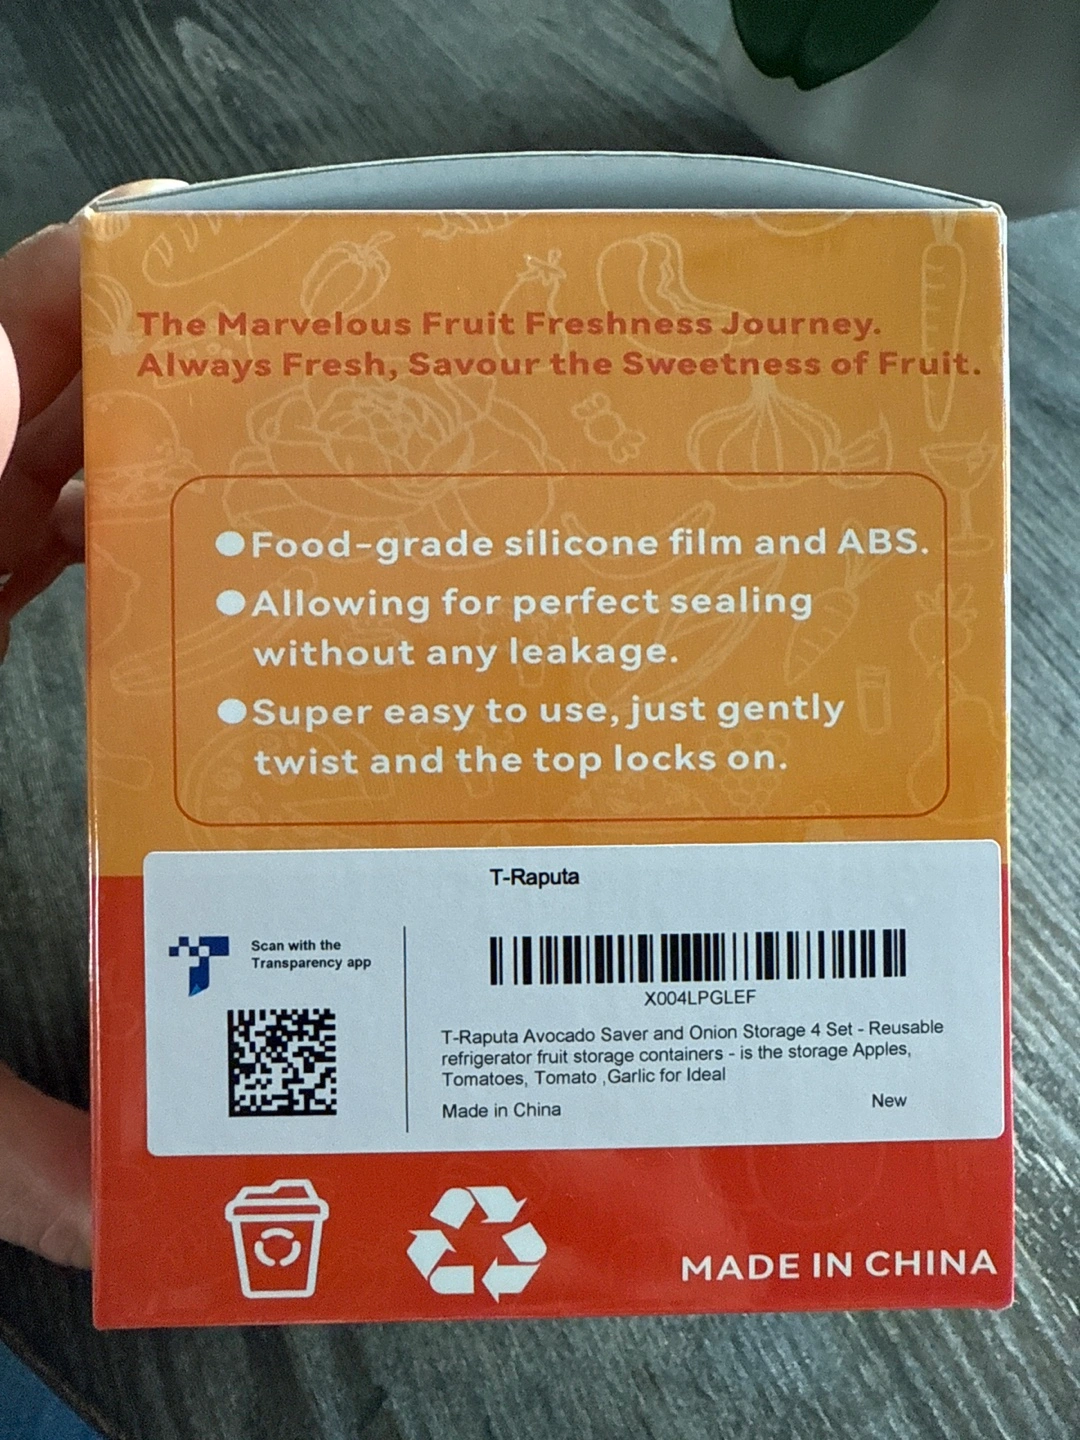 The Marvelous Fruit Freshness Journey.
Always Fresh, Savour the Sweetness of Fruit.
●Food-grade silicone film and ABS.
●Allowing for perfect sealing
without any leakage.
●Super easy to use, just gently
twist and the top locks on.
T-Raputa
Scan with the
Transparency app
X004LPGLEF
T-Raputa Avocado Saver and Onion Storage 4 Set - Reusable
refrigerator fruit storage containers - is the storage Apples,
Tomatoes, Tomato ,Garlic for Ideal
Made in China
New
MADE IN CHINA